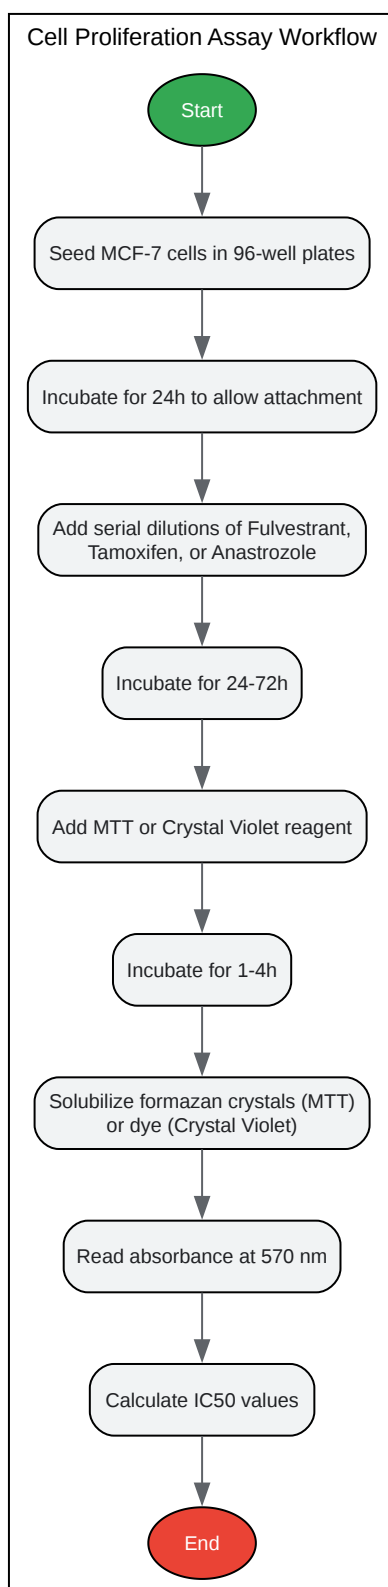 Cell Proliferation Assay Workflow
Start
Seed MCF-7 cells in 96-well plates
Incubate for 24h to allow attachment
Add serial dilutions of Fulvestrant,
Tamoxifen, or Anastrozole
Incubate for 24-72h
Add MTT or Crystal Violet reagent
Incubate for 1-4h
Solubilize formazan crystals (MTT)
or dye (Crystal Violet)
Read absorbance at 570 nm
Calculate IC50 values
End